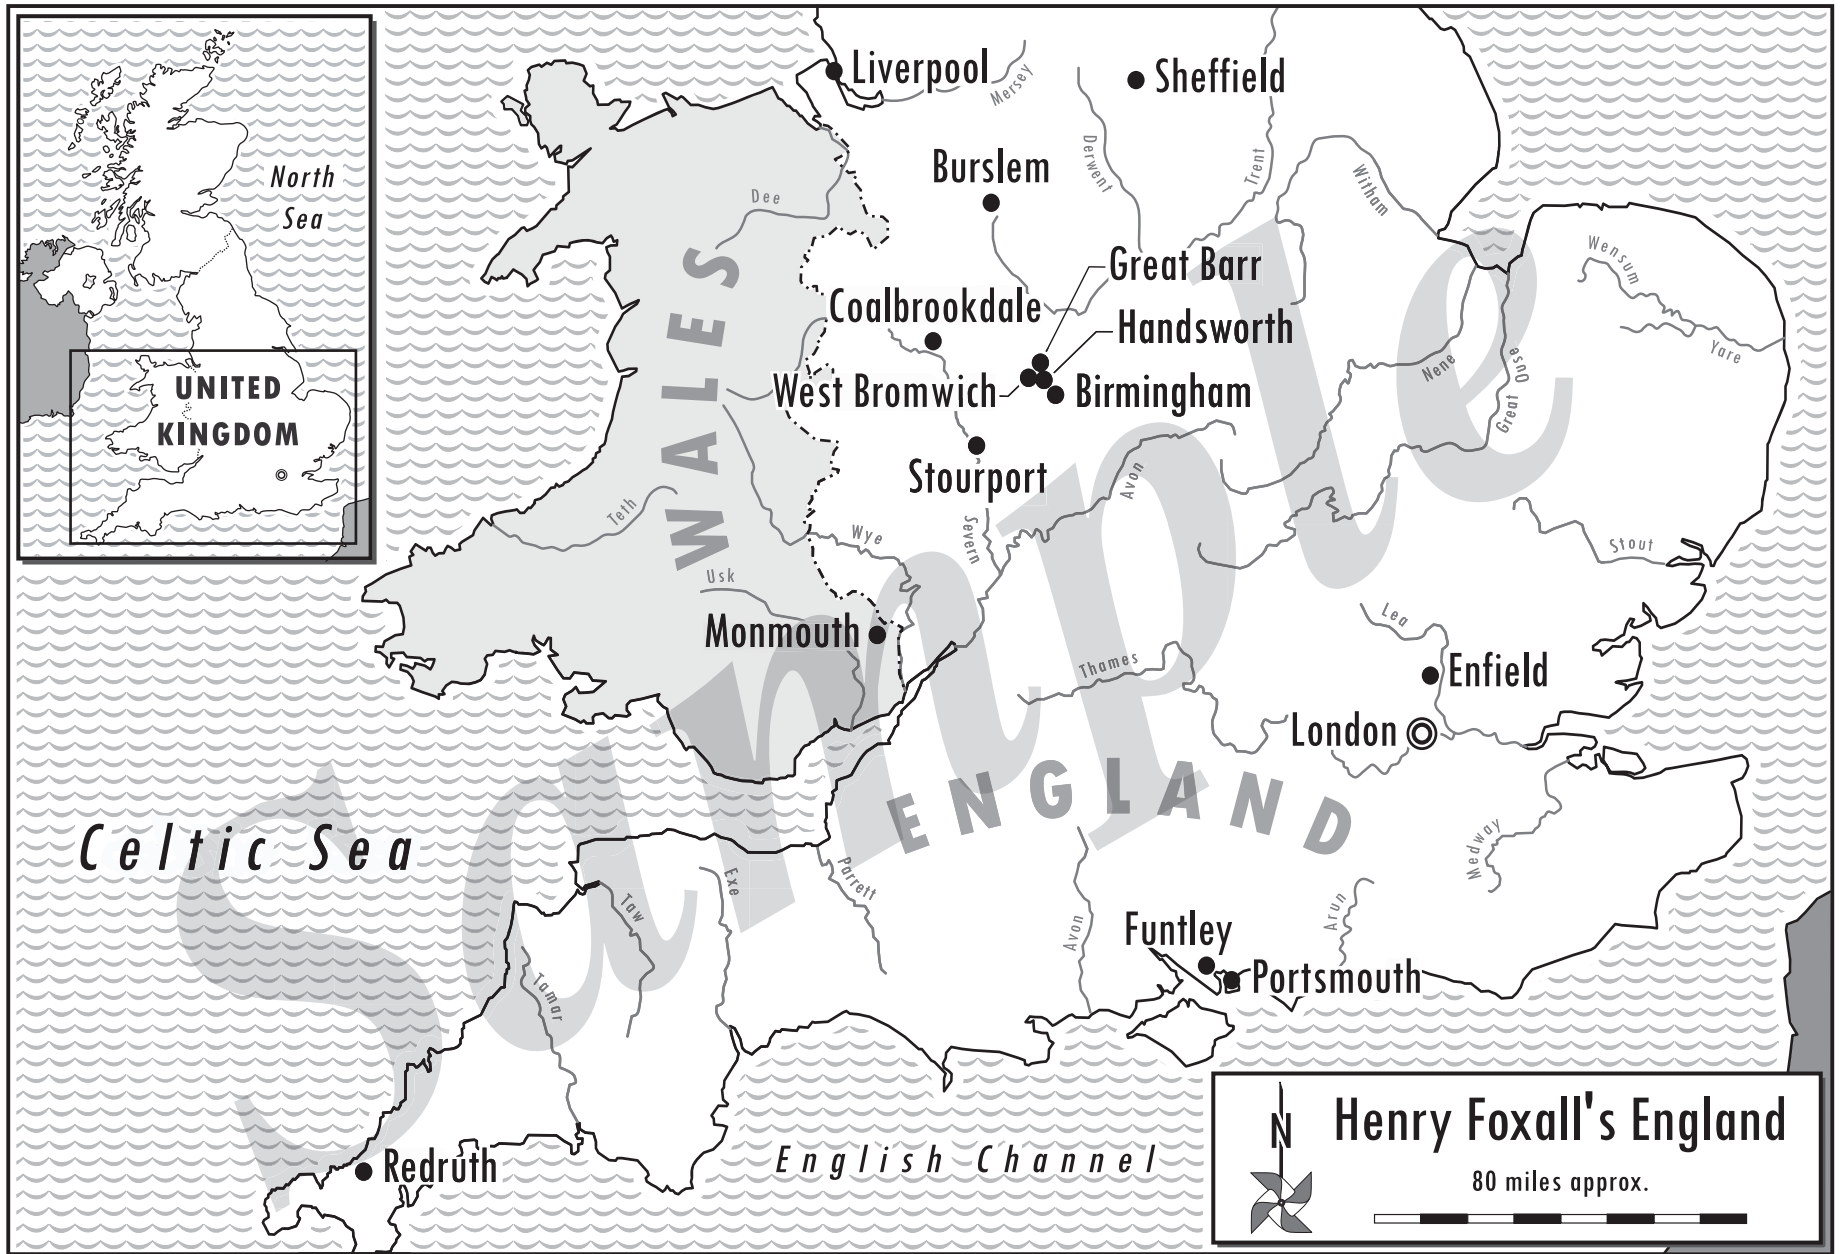 North
Sea
UNITED
KINGDOM
Liverpool
Mersey
Sheffield
Derwent
Trent
Witham
Burslem
Dee
Great Barr
Wensum
Yare
Coalbrookdale
Handsworth
West Bromwich
Birmingham
Nene
Great Ouse
WALES
Stourport
Avon
Teth
Wye
Severn
Stout
Usk
Lea
Monmouth
Thames
Enfield
London
ENGLAND
Celtic Sea
Medway
Parrett
Exe
Taw
Arun
Avon
Funtley
Portsmouth
Tamar
Redruth
English Channel
N
Henry Foxall's England
80 miles approx.
Sample